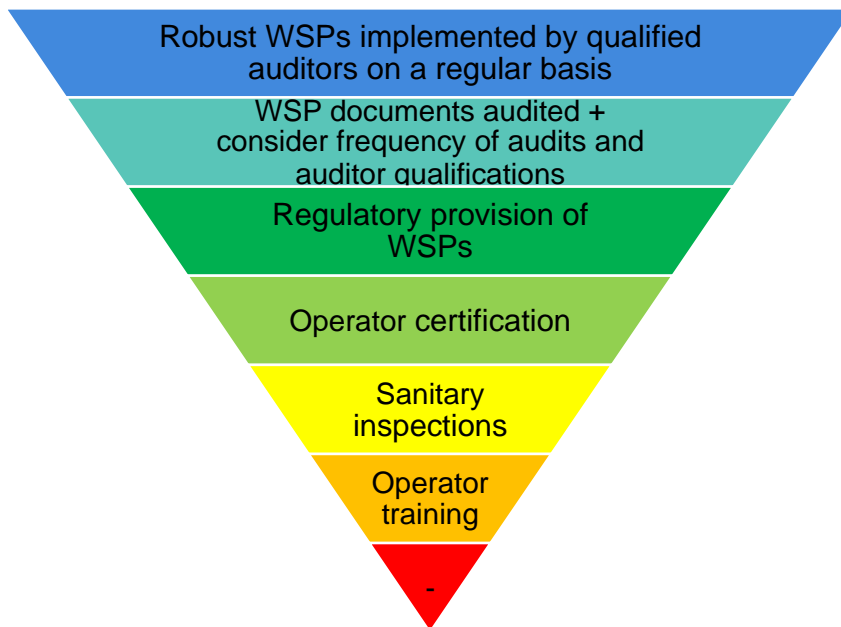 Robust WSPs implemented by qualified
auditors on a regular basis
WSP documents audited +
consider frequency of audits and
auditor qualifications
Regulatory provision of
WSPs
Operator certification
Sanitary
inspections
Operator
training
-